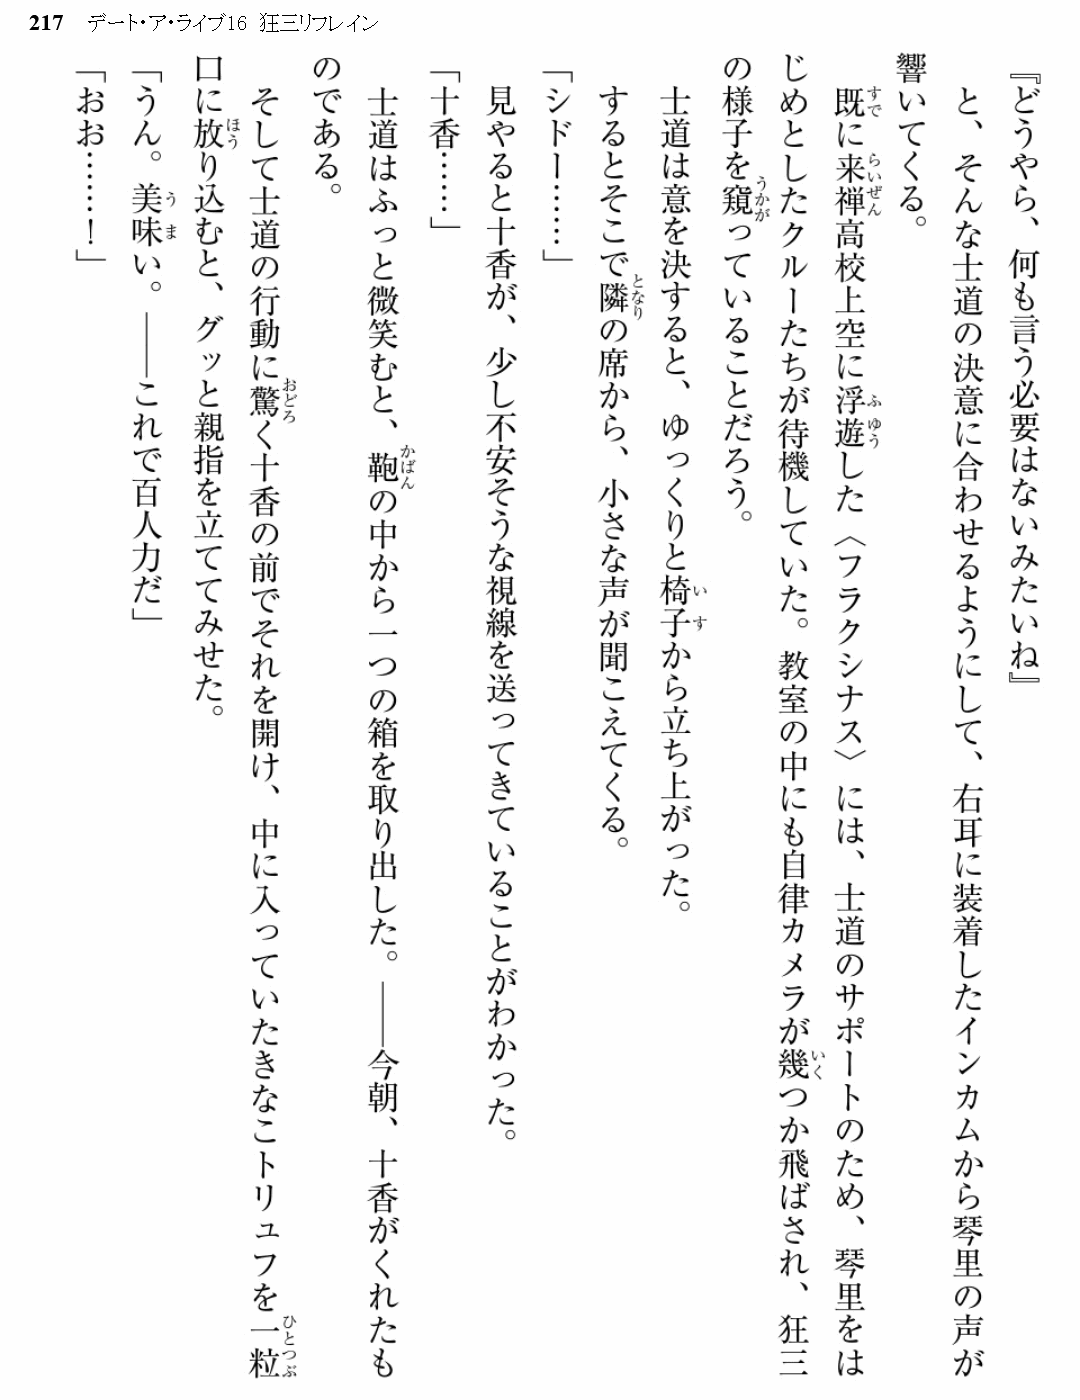 217 デート・ア・ライブ16 狂三リフレイン
『どうやら、何も言う必要はないみたいね』
と、そんな士道の決意に合わせるようにして、右耳に装着したインカムから琴里の声が
響いてくる。
既に来禅高校上空に浮遊した〈フラクシナス〉には、士道のサポートのため、琴里をは
じめとしたクルーたちが待機していた。教室の中にも自律カメラが幾つか飛ばされ、狂三
の様子を窺っていることだろう。
士道は意を決すると、ゆっくりと椅子から立ち上がった。
するとそこで隣の席から、小さな声が聞こえてくる。
「シドー……」
見やると十香が、少し不安そうな視線を送ってきていることがわかった。
「十香……」
士道はふっと微笑むと、鞄の中から一つの箱を取り出した。――今朝、十香がくれたも
のである。
そして士道の行動に驚く十香の前でそれを開け、中に入っていたきなこトリュフを一粒
口に放り込むと、グッと親指を立ててみせた。
「うん。美味い。――これで百人力だ」
「おお……！」